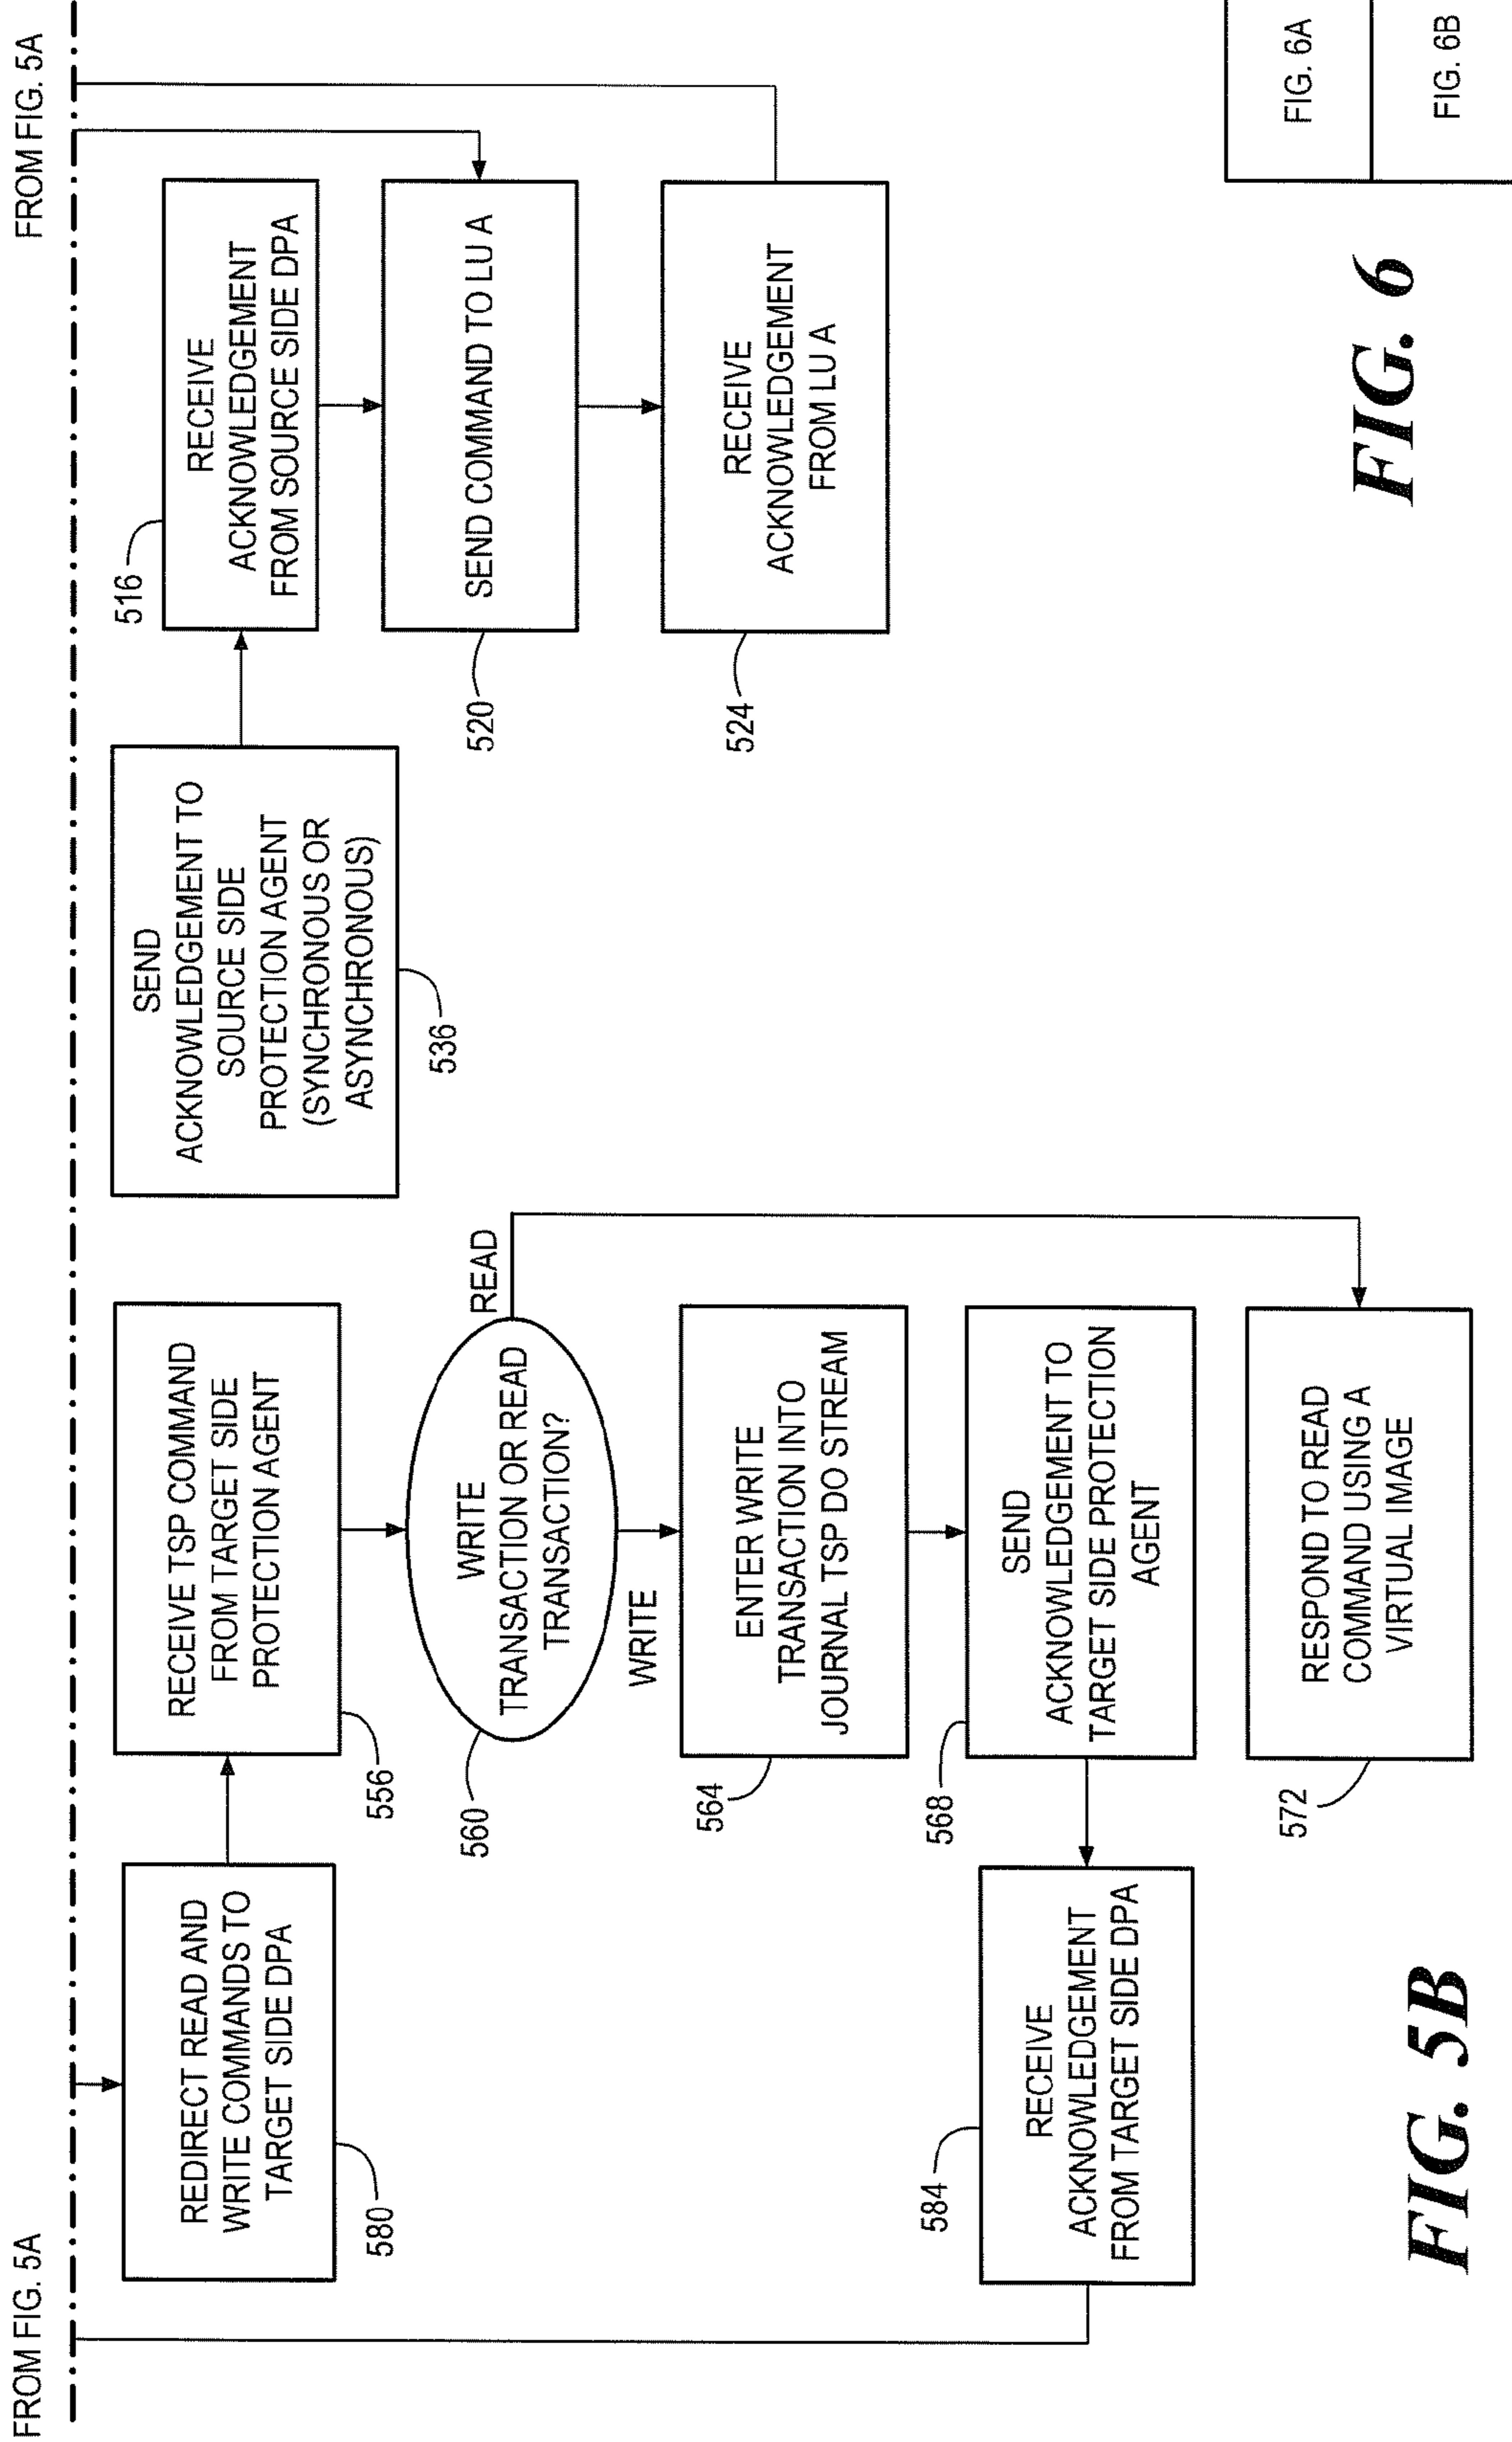 FROM FIG. 5A
FROM FIG. 5A
REDIRECT READ AND
WRITE COMMANDS TO
TARGET SIDE DPA
580
RECEIVE TSP COMMAND
FROM TARGET SIDE
PROTECTION AGENT
556
WRITE
TRANSACTION OR READ
TRANSACTION?
560
READ
WRITE
ENTER WRITE
TRANSACTION INTO
JOURNAL TSP DO STREAM
564
SEND
ACKNOWLEDGEMENT TO
TARGET SIDE PROTECTION
AGENT
568
RECEIVE
ACKNOWLEDGEMENT
FROM TARGET SIDE DPA
584
RESPOND TO READ
COMMAND USING A
VIRTUAL IMAGE
572
SEND
ACKNOWLEDGEMENT TO
SOURCE SIDE
PROTECTION AGENT
(SYNCHRONOUS OR
ASYNCHRONOUS)
536
RECEIVE
ACKNOWLEDGEMENT
FROM SOURCE SIDE DPA
516
SEND COMMAND TO LU A
520
RECEIVE
ACKNOWLEDGEMENT
FROM LU A
524
FIG. 5B
FIG. 6
FIG. 6A
FIG. 6B